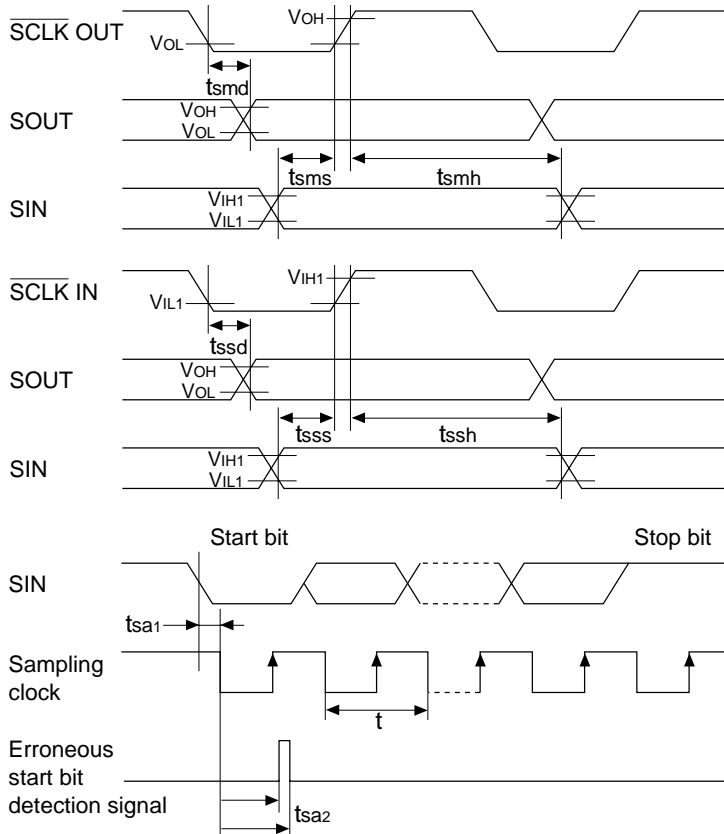 SCLK OUT
VOH
VOL
tsmd
SOUT
VOH
VOL
tsms
tsmh
SIN
VIH1
VIL1
SCLK IN
VIH1
VIL1
tssd
SOUT
VOH
VOL
tsss
tssh
SIN
VIH1
VIL1
Start bit
Stop bit
SIN
tsa1
Sampling
clock
t
Erroneous
start bit
detection signal
tsa2